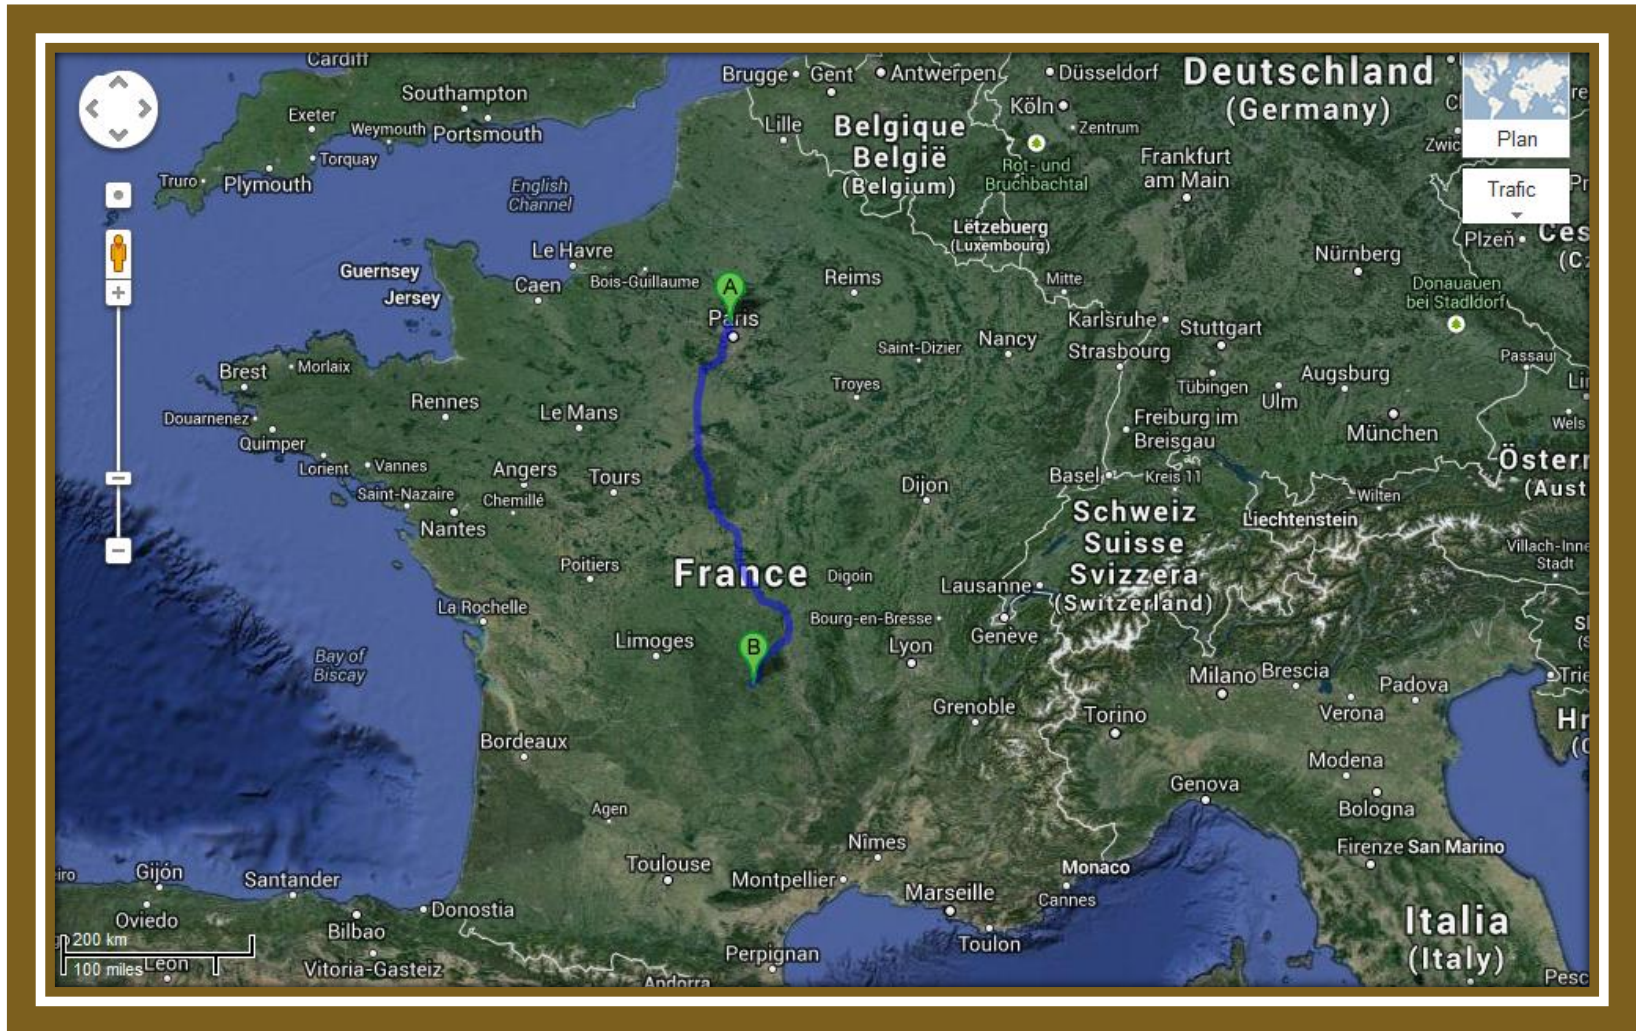 Cardiff
Brugge
Gent
Antwerpen
Düsseldorf
Deutschland
(Germany)
Southampton
Köln
Exeter
Weymouth
Portsmouth
Lille
Belgique
België
(Belgium)
Zentrum
Plan
Torquay
Rot- und
Bruchbachtal
Frankfurt
am Main
Truro
Plymouth
English
Channel
Trafic
Lëtzebuerg
(Luxembourg)
Plzeň
Le Havre
Nürnberg
Guernsey
Jersey
Caen
Bois-Guillaume
A
Reims
Mitte
Donauauen
bei Stadldorf
Paris
Karlsruhe
Stuttgart
Saint-Dizier
Nancy
Strasbourg
Passau
Brest
Morlaix
Troyes
Tübingen
Augsburg
Ulm
Rennes
Le Mans
Douarnenez
Quimper
Freiburg im
Breisgau
München
Wels
Lorient
Vannes
Angers
Tours
Dijon
Basel
Kreis 11
Österr
(Aust
Saint-Nazaire
Chemillé
Wilten
Nantes
Schweiz
Suisse
Svizzera
(Switzerland)
Liechtenstein
Villach-Inne
Stadt
Poitiers
France
Digoin
Lausanne
La Rochelle
Bourg-en-Bresse
Genève
Limoges
B
Lyon
Bay of
Biscay
Milano
Brescia
Padova
Trie
Grenoble
Torino
Verona
Bordeaux
Modena
Genova
Bologna
Agen
Nîmes
Firenze
San Marino
Toulouse
Montpellier
Monaco
Gijón
Santander
Marseille
Cannes
Oviedo
Donostia
Bilbao
Toulon
Italia
(Italy)
200 km
100 miles
León
Vitoria-Gasteiz
Perpignan
Andorra
Pesc